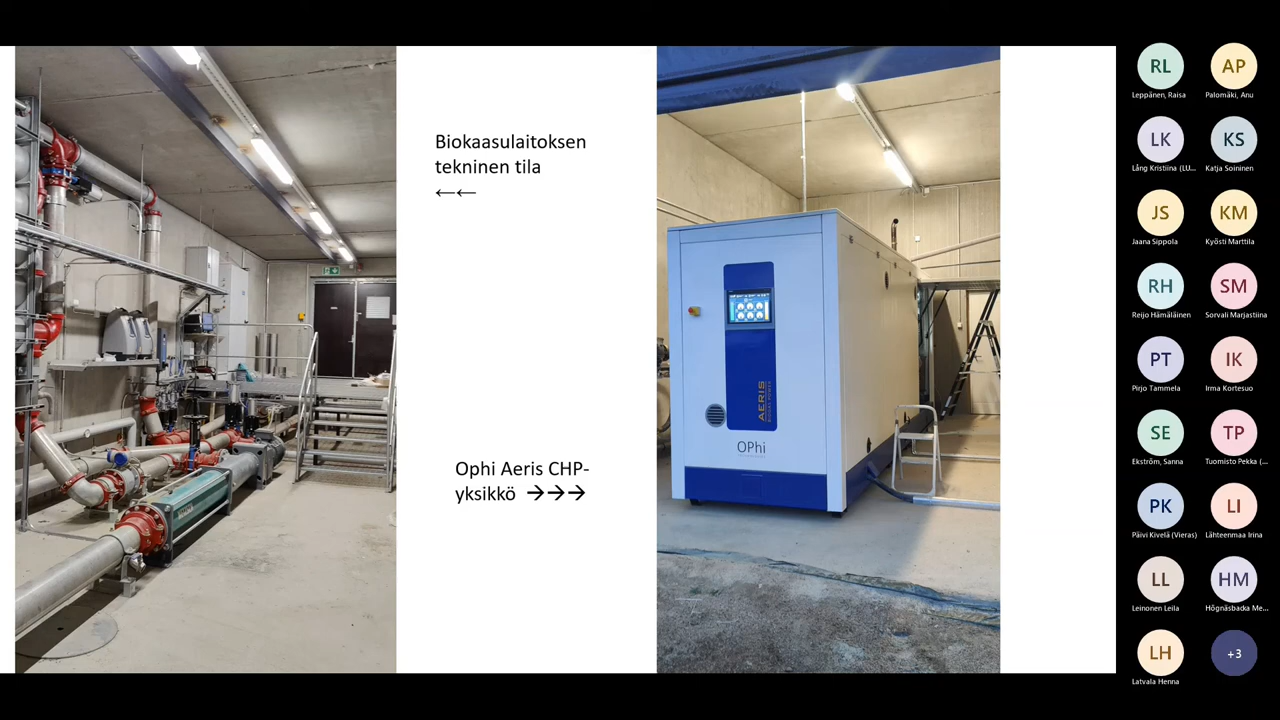 Biokaasulaitoksen
tekninen tila
←←
Ophi Aeris CHP-
yksikkö →→→
AERIS
OPhi
RL
Leppänen, Raisa
AP
Palomäki, Anu
LK
Lång Kristiina (LU...
KS
Katja Soininen
JS
Jaana Sippola
KM
Kyösti Marttila
RH
Reijo Hämäläinen
SM
Sorvali Marjastiina
PT
Pirjo Tammela
IK
Irma Kortesuo
SE
Ekström, Sanna
TP
Tuomisto Pekka (...
PK
Päivi Kivelä (Vieras)
LI
Lähteenmaa Irina
LL
Leinonen Leila
HM
Högnäsbacka Me...
LH
Latvala Henna
+3